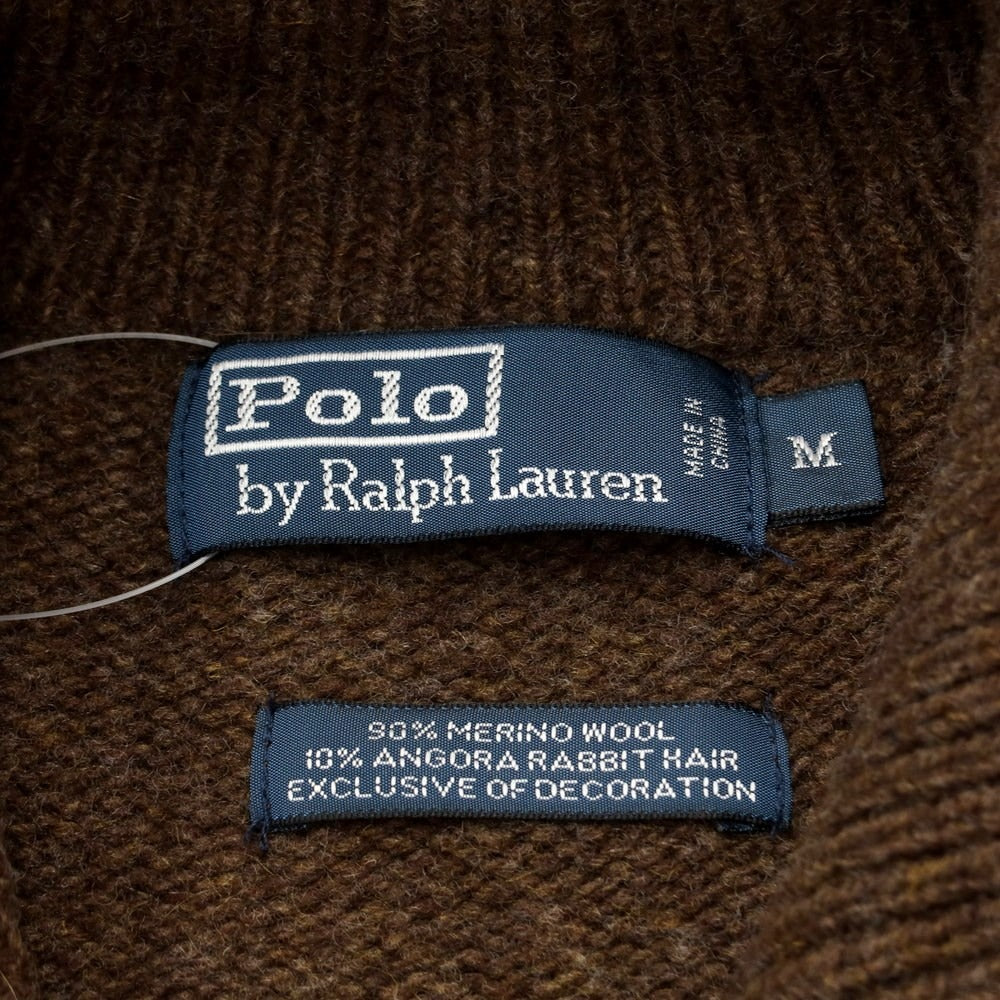 Polo
by Ralph Lauren
MADE IN
CHINA
M
90% MERINO WOOL
10% ANGORA RABBIT HAIR
EXCLUSIVE OF DECORATION